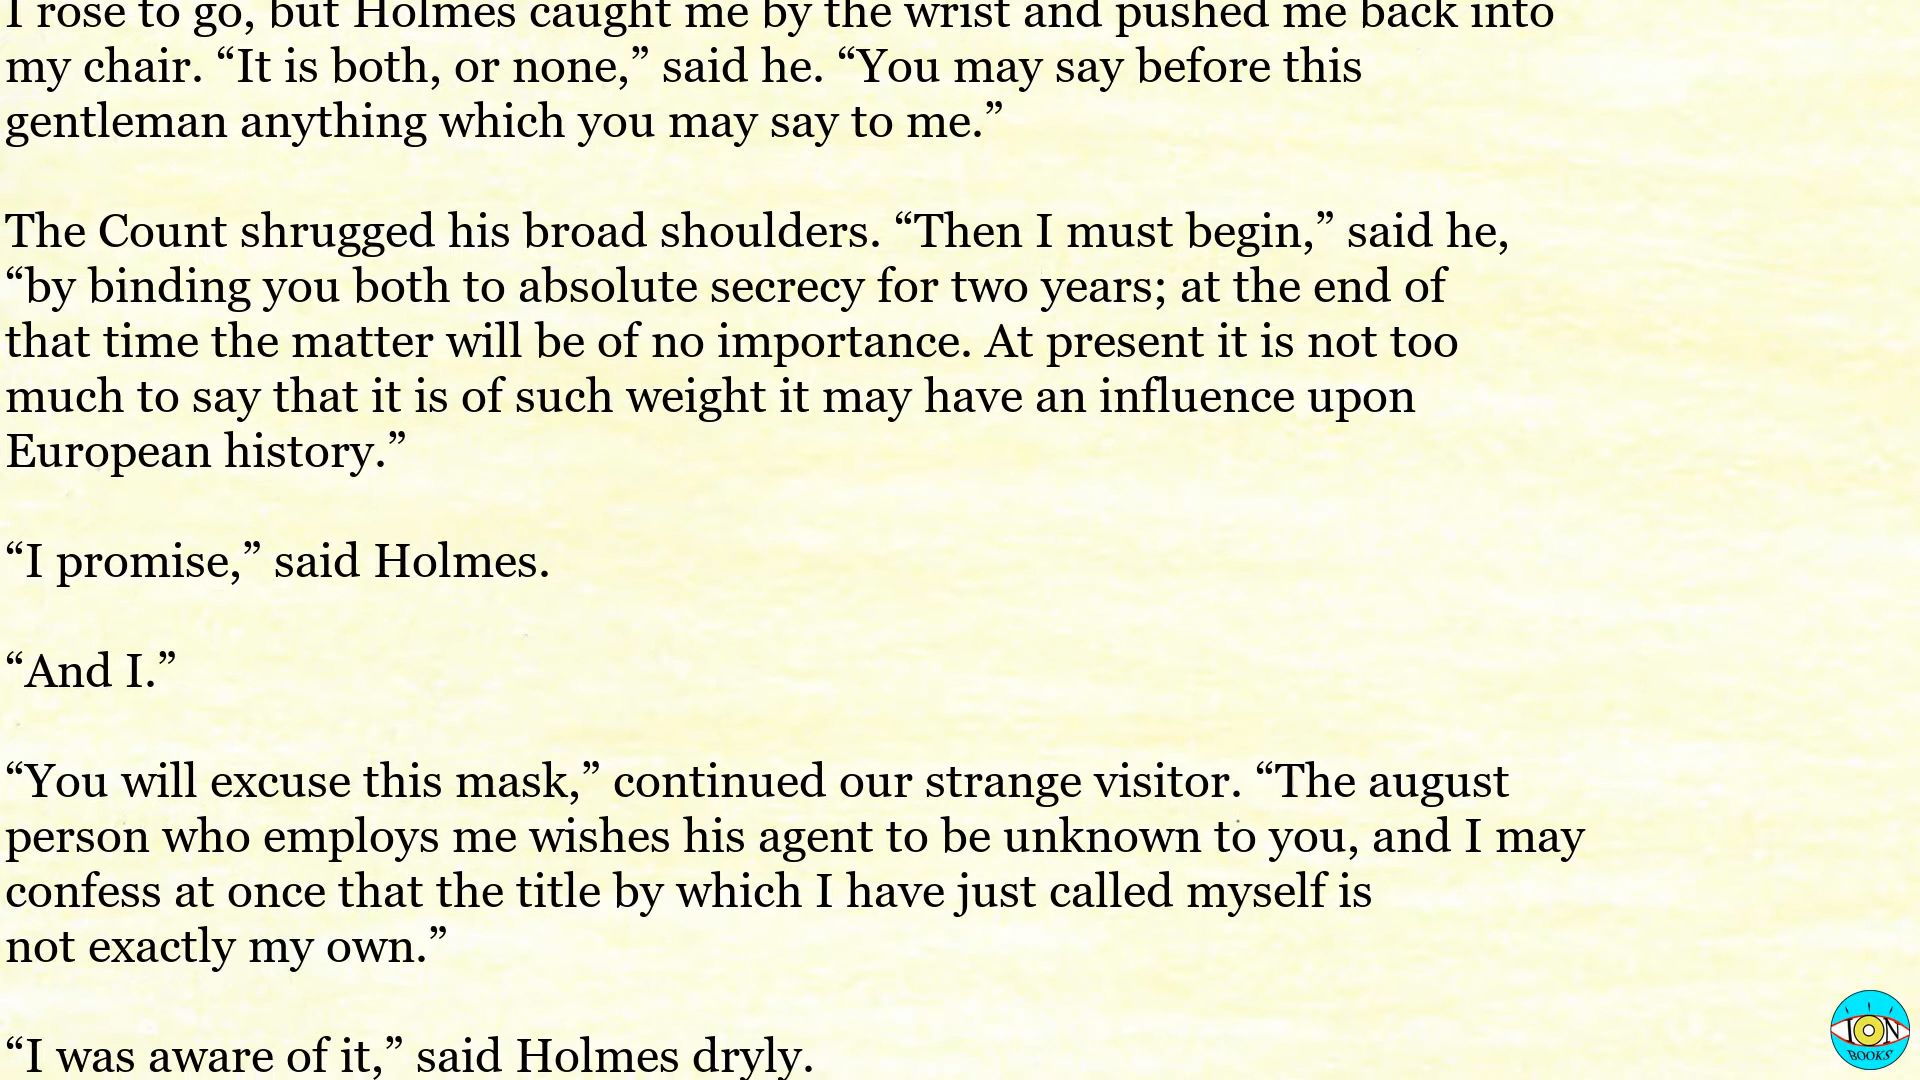 I rose to go, but Holmes caught me by the wrist and pushed me back into
my chair. “It is both, or none,” said he. “You may say before this
gentleman anything which you may say to me.”
The Count shrugged his broad shoulders. “Then I must begin,” said he,
“by binding you both to absolute secrecy for two years; at the end of
that time the matter will be of no importance. At present it is not too
much to say that it is of such weight it may have an influence upon
European history.”
“I promise,” said Holmes.
“And I.”
“You will excuse this mask,” continued our strange visitor. “The august
person who employs me wishes his agent to be unknown to you, and I may
confess at once that the title by which I have just called myself is
not exactly my own.”
“I was aware of it,” said Holmes dryly.
ION
BOOKS